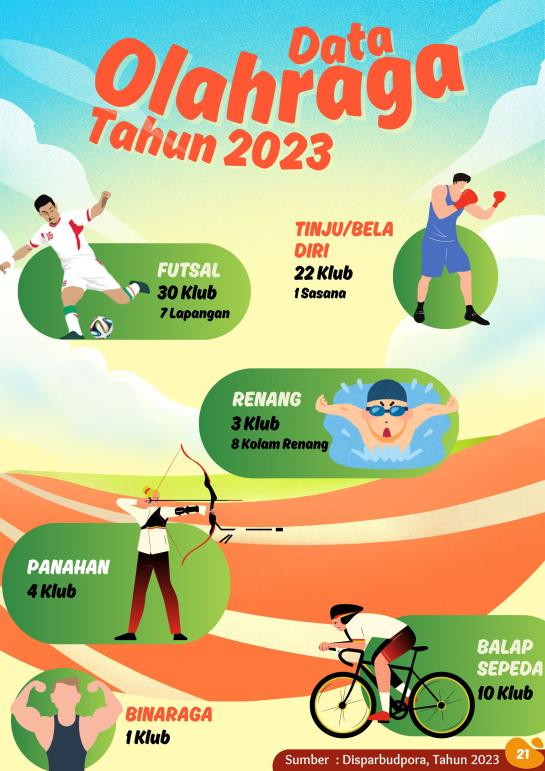 Data
Olahraga
Tahun 2023
FUTSAL
30 Klub
7 Lapangan
TINJU/BELA
DIRI
22 Klub
1 Sasana
RENANG
3 Klub
8 Kolam Renang
PANAHAN
4 Klub
BALAP
SEPEDA
10 Klub
BINARAGA
1 Klub
Sumber : Disparbudpora, Tahun 2023
21